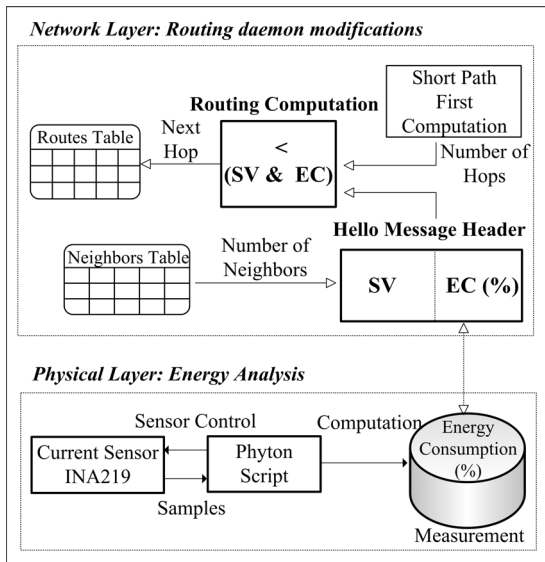 Network Layer: Routing daemon modifications
Short Path
First
Computation
Routing Computation
Routes Table
Next
Hop
<
(SV & EC)
Number of
Hops
Hello Message Header
Neighbors Table
Number of
Neighbors
SV
EC (%)
Physical Layer: Energy Analysis
Sensor Control
Computation
Current Sensor
INA219
Phyton
Script
Energy
Consumption
(%)
Samples
Measurement